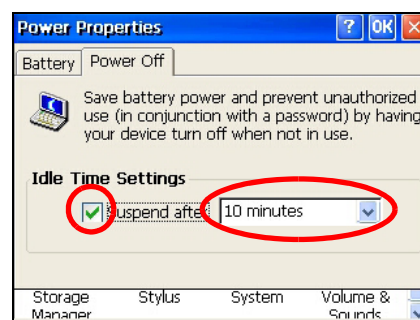 Power Properties ? OK
Battery Power Off
Save battery power and prevent unauthorized
use (in conjunction with a password) by having
your device turn off when not in use.
Idle Time Settings
Suspend after 10 minutes
Storage Stylus System Volume &
Manager Sounds